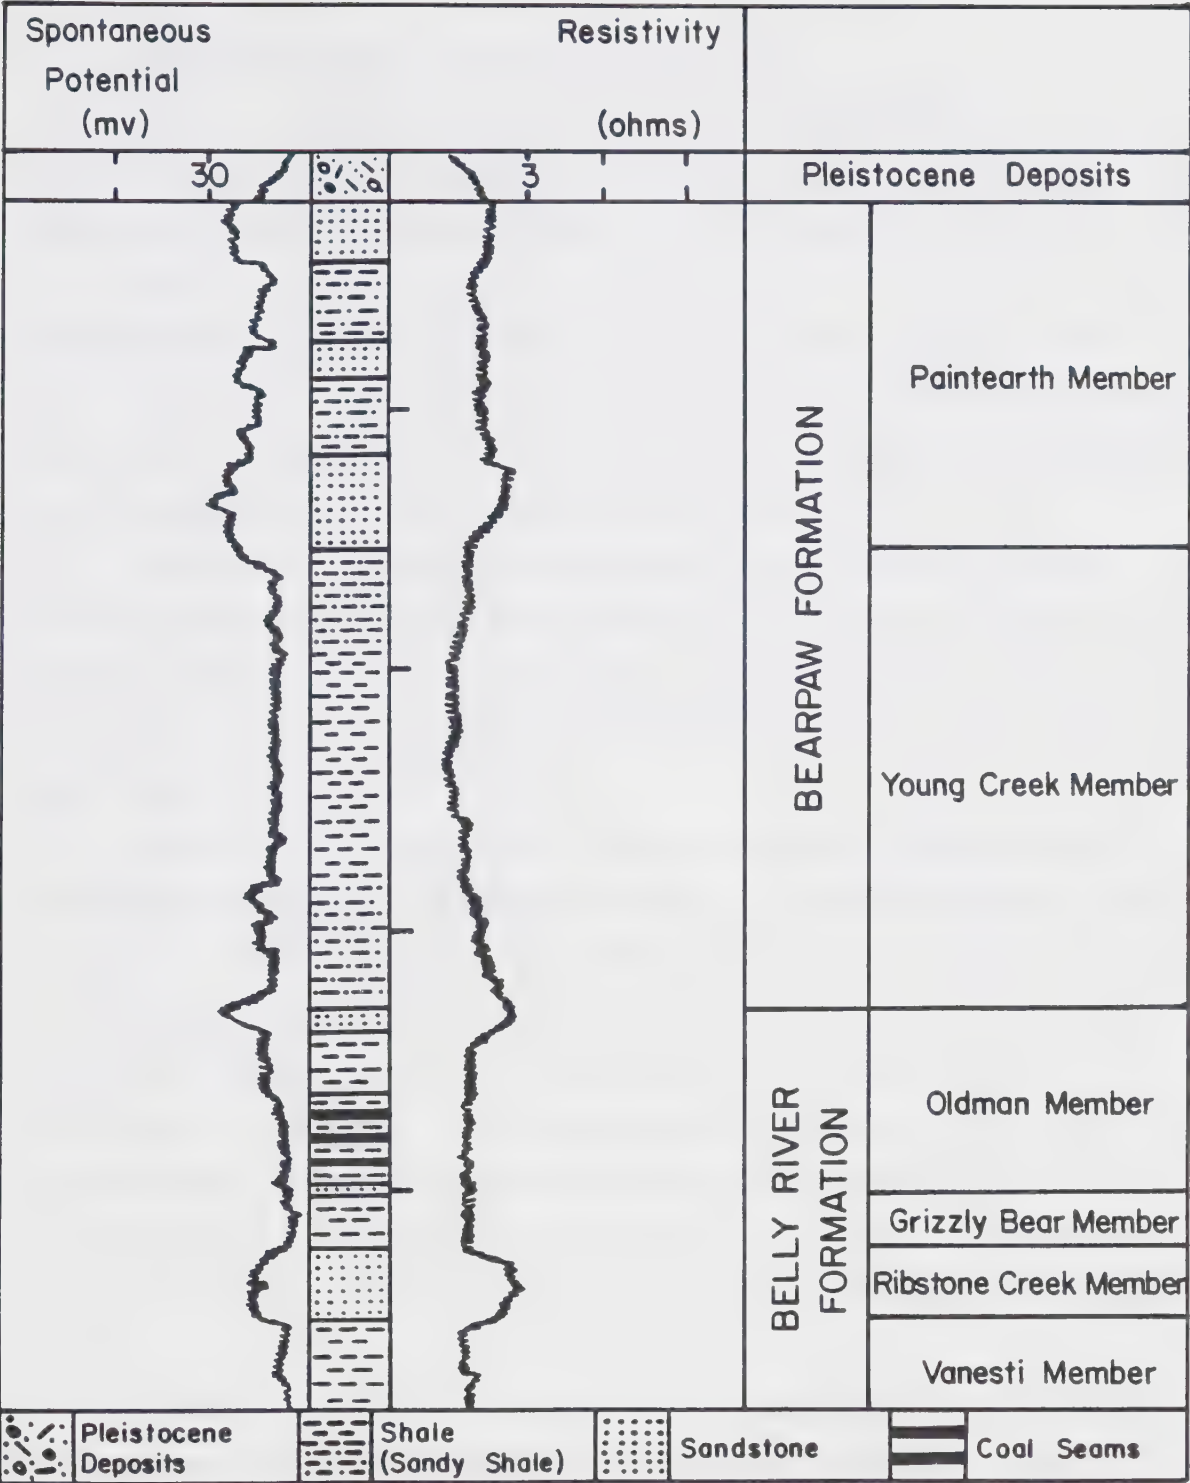 Spontaneous
Potential
(mv)
Resistivity
(ohms)
30
3
Pleistocene Deposits
BEARPAW FORMATION
Paintearth Member
Young Creek Member
BELLY RIVER
FORMATION
Oldman Member
Grizzly Bear Member
Ribstone Creek Member
Vanesti Member
Pleistocene
Deposits
Shale
(Sandy Shale)
Sandstone
Coal Seams